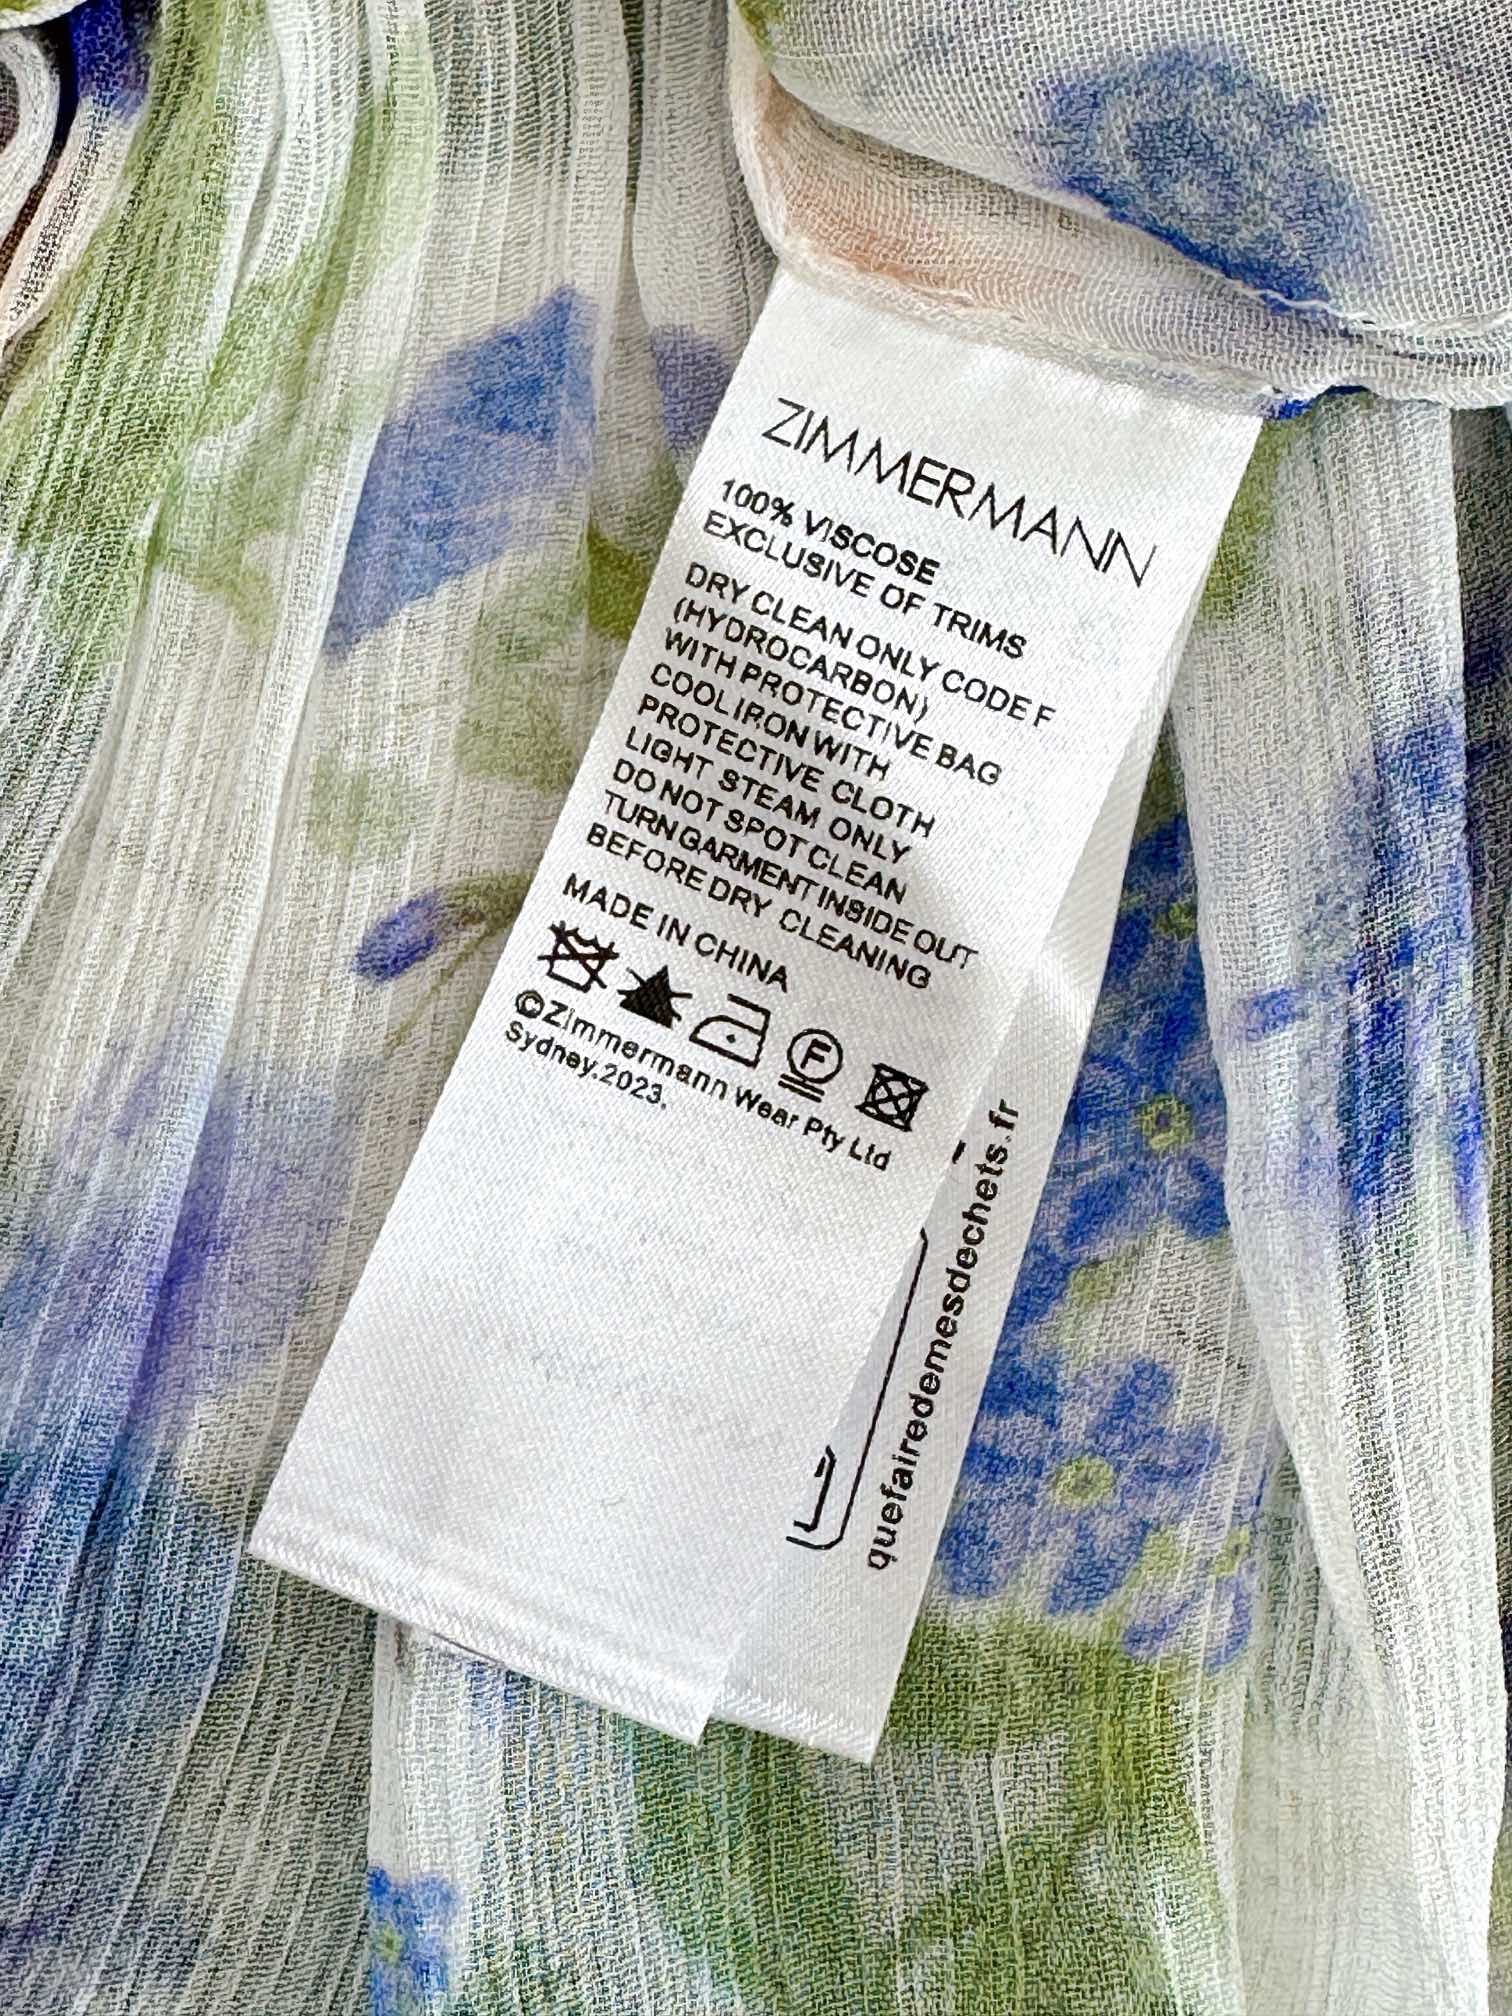 ZIMMERMANN
100% VISCOSE
EXCLUSIVE OF TRIMS
DRY CLEAN ONLY CODE F
(HYDROCARBON)
WITH PROTECTIVE BAG
COOL IRON WITH
PROTECTIVE CLOTH
LIGHT STEAM ONLY
DO NOT SPOT CLEAN
TURN GARMENT INSIDE OUT
BEFORE DRY CLEANING
MADE IN CHINA
F
©Zimmermann Wear Pty Ltd
Sydney.2023.
quefairedemesdechets.fr